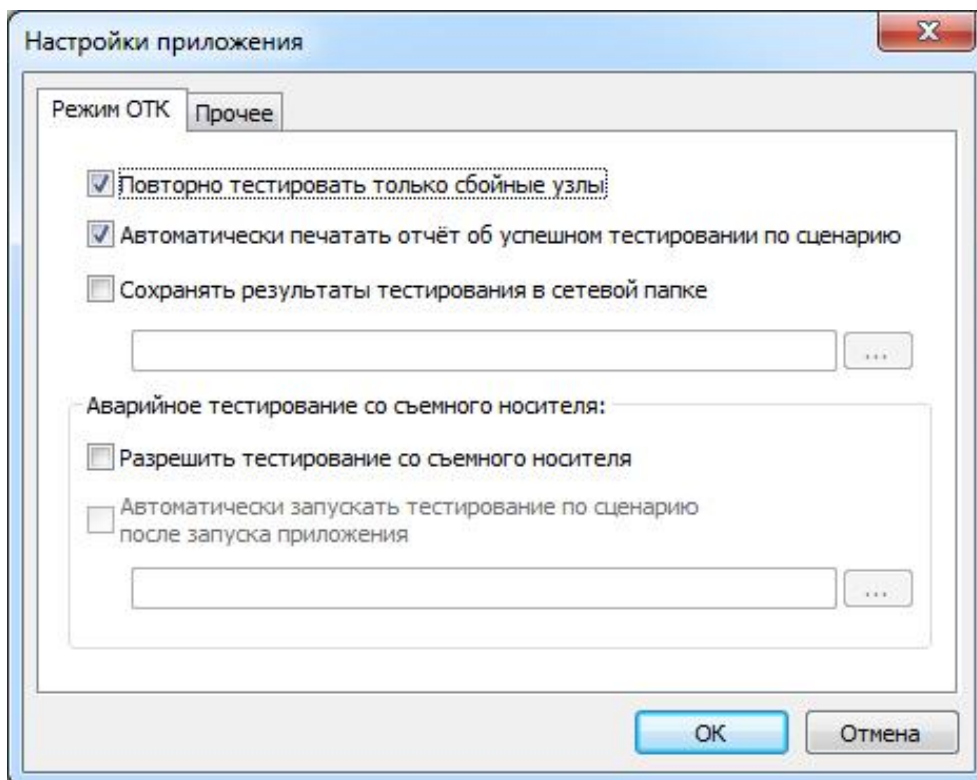 Настройки приложения
Режим ОТК
Прочее
Повторно тестировать только сбойные узлы
Автоматически печатать отчёт об успешном тестировании по сценарию
Сохранять результаты тестирования в сетевой папке
...
Аварийное тестирование со съемного носителя:
Разрешить тестирование со съемного носителя
Автоматически запускать тестирование по сценарию
после запуска приложения
...
ОК
Отмена